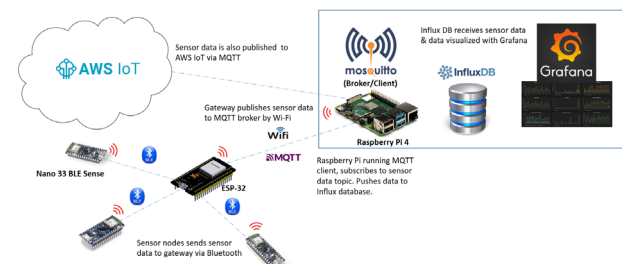 Sensor data is also published to
AWS IoT via MQTT
AWS IoT
mosquitto
(Broker/Client)
Influx DB receives sensor data
& data visualized with Grafana
InfluxDB
Grafana
Gateway publishes sensor data
to MQTT broker by Wi-Fi
Wifi
MQTT
Raspberry Pi 4
Raspberry Pi running MQTT
client, subscribes to sensor
data topic. Pushes data to
Influx database.
Nano 33 BLE Sense
BLE
ESP-32
BLE
BLE
Sensor nodes sends sensor
data to gateway via Bluetooth